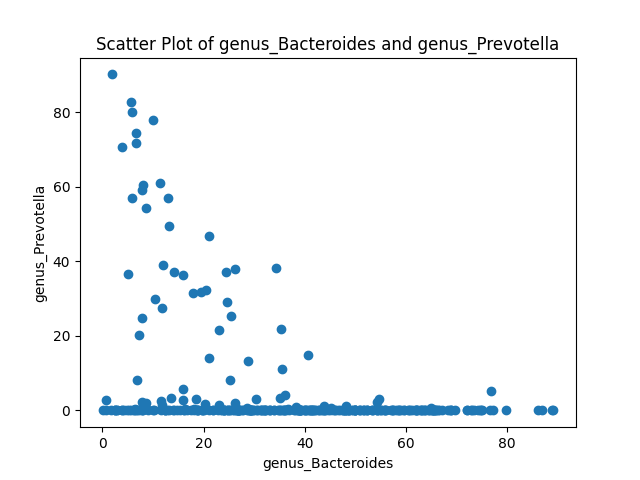 Scatter Plot of genus_Bacteroides and genus_Prevotella
80
60
40
20
0
genus_Prevotella
0 20 40 60 80
genus_Bacteroides